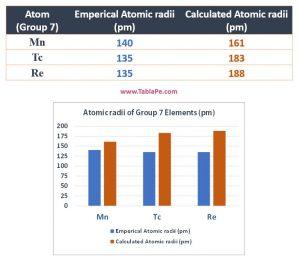 Atom Emperical Atomic radii Calculated Atomic radii
(Group 7) (pm) (pm)
Mn 140 161
Tc 135 183
Re 135 188
www.TablaPe.com
Atomic radii of Group 7 Elements (pm)
200
175
150
125
100
75
50
25
0
Mn Tc Re
Emperical Atomic radii (pm)
Calculated Atomic radii (pm)